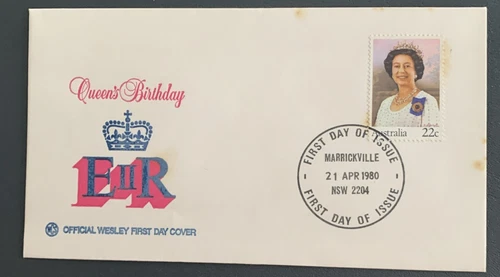 Queen's Birthday
EIIR
OFFICIAL WESLEY FIRST DAY COVER
Australia 22c
FIRST DAY OF ISSUE
MARRICKVILLE
21 APR 1980
NSW 2204
FIRST DAY OF ISSUE